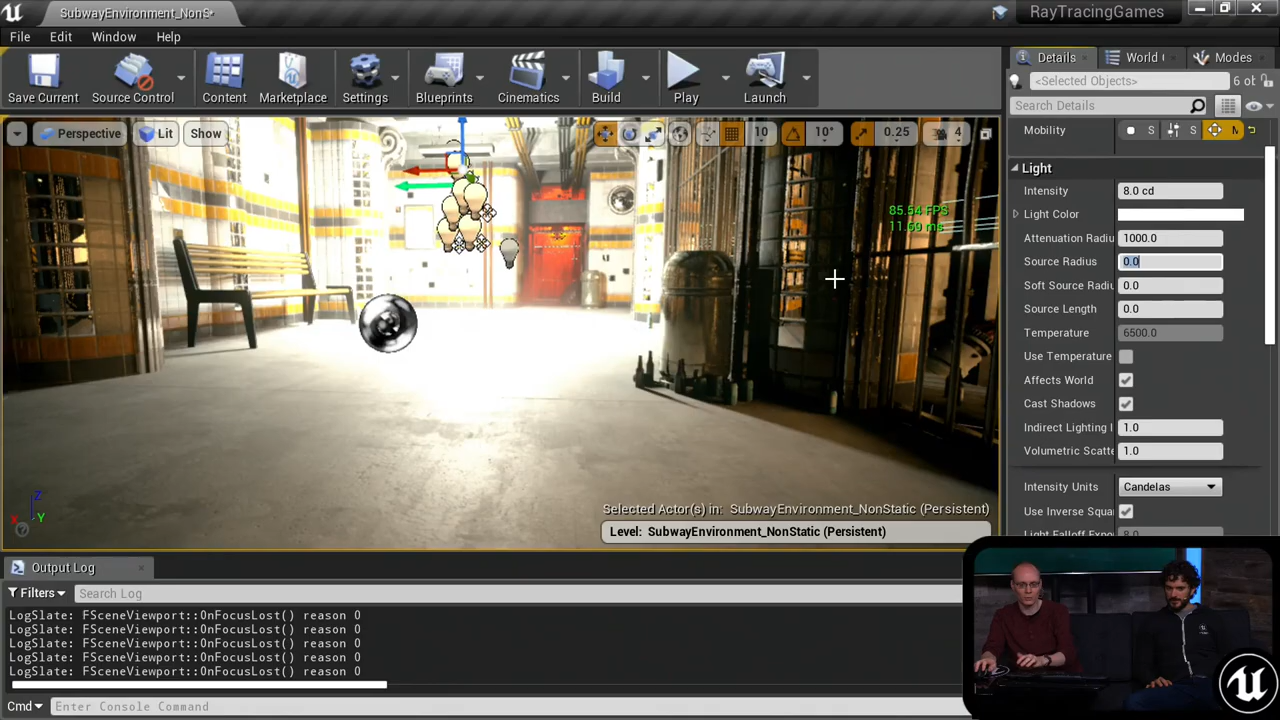 SubwayEnvironment_NonS*
RayTracingGames
File Edit Window Help
Details World Modes
Save Current Source Control Content Marketplace Settings Blueprints Cinematics Build Play Launch
<Selected Objects> 6 of
Search Details
Perspective Lit Show 10 10° 0.25 4
Mobility S S M
Light
Intensity 8.0 cd
Light Color
Attenuation Radiu 1000.0
Source Radius 0.0
Soft Source Radiu 0.0
Source Length 0.0
Temperature 6500.0
Use Temperature
Affects World
Cast Shadows
Indirect Lighting I 1.0
Volumetric Scatte 1.0
Intensity Units Candelas
Use Inverse Squa
85.54 FPS
11.69 ms
Z
X Y
Selected Actor(s) in: SubwayEnvironment_NonStatic (Persistent)
Level: SubwayEnvironment_NonStatic (Persistent)
Light Falloff Expo 8.0
Output Log
Filters Search Log
LogSlate: FSceneViewport::OnFocusLost() reason 0
LogSlate: FSceneViewport::OnFocusLost() reason 0
LogSlate: FSceneViewport::OnFocusLost() reason 0
LogSlate: FSceneViewport::OnFocusLost() reason 0
LogSlate: FSceneViewport::OnFocusLost() reason 0
Cmd Enter Console Command